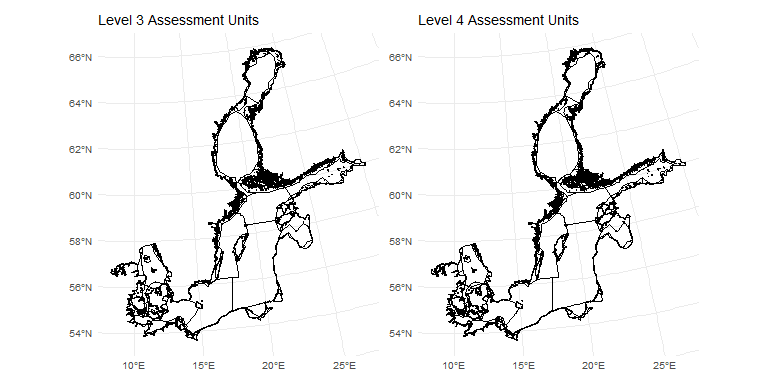 Level 3 Assessment Units
66°N
64°N
62°N
60°N
58°N
56°N
54°N
10°E
15°E
20°E
25°E
Level 4 Assessment Units
66°N
64°N
62°N
60°N
58°N
56°N
54°N
10°E
15°E
20°E
25°E